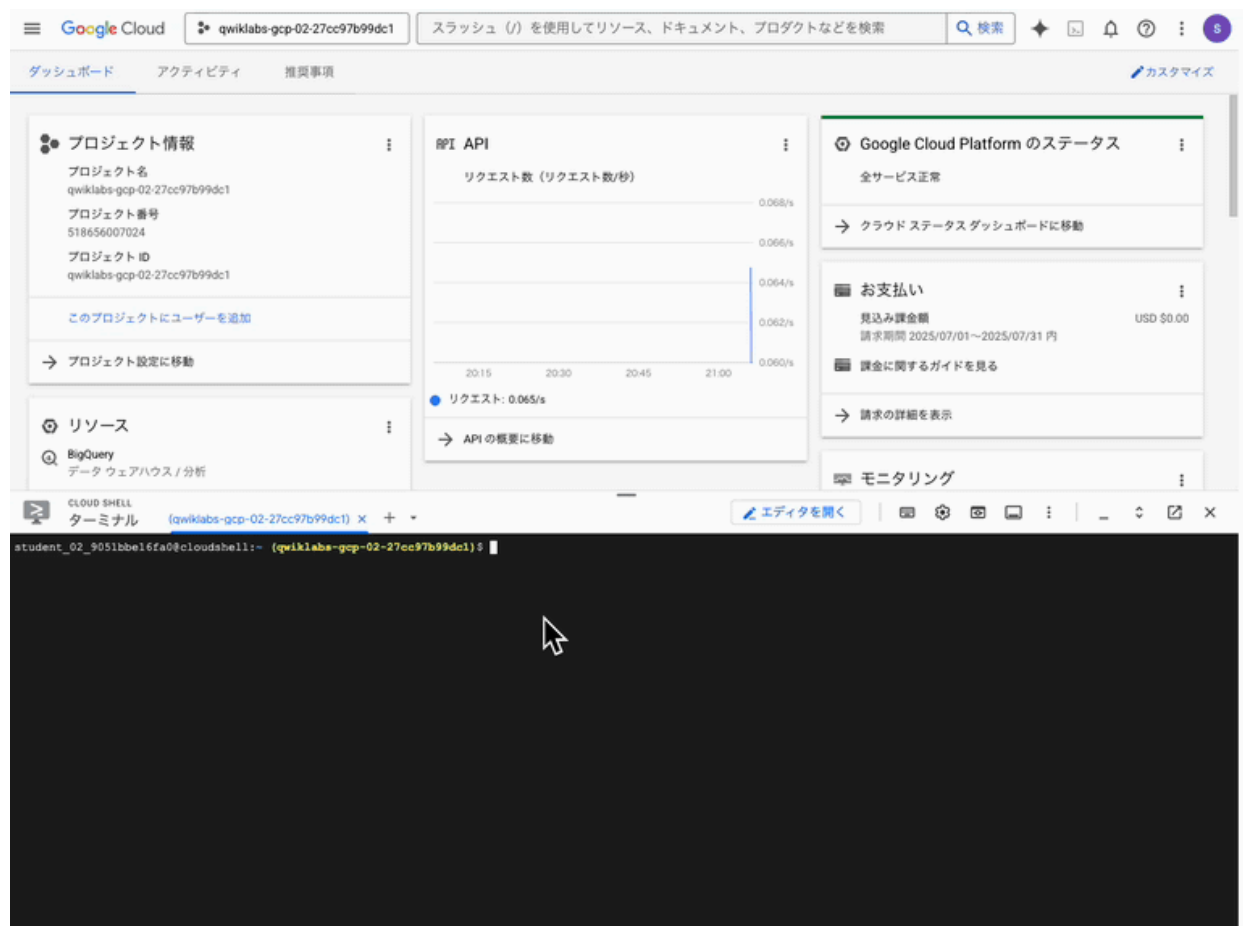 Google Cloud
qwiklabs-gcp-02-27cc97b99dc1
スラッシュ (/) を使用してリソース、ドキュメント、プロダクトなどを検索
検索
S
ダッシュボード
アクティビティ
推奨事項
カスタマイズ
プロジェクト情報
プロジェクト名
qwiklabs-gcp-02-27cc97b99dc1
プロジェクト番号
518656007024
プロジェクト ID
qwiklabs-gcp-02-27cc97b99dc1
このプロジェクトにユーザーを追加
プロジェクト設定に移動
リソース
BigQuery
データ ウェアハウス / 分析
API API
リクエスト数（リクエスト数/秒）
0.068/s
0.066/s
0.064/s
0.062/s
0.060/s
20:15 20:30 20:45 21:00
リクエスト: 0.065/s
API の概要に移動
Google Cloud Platform のステータス
全サービス正常
クラウド ステータス ダッシュボードに移動
お支払い
見込み課金額 USD $0.00
請求期間 2025/07/01～2025/07/31 内
課金に関するガイドを見る
請求の詳細を表示
モニタリング
CLOUD SHELL
ターミナル
(qwiklabs-gcp-02-27cc97b99dc1)
エディタを開く
student_02_9051bbe16fa0@cloudshell:~ (qwiklabs-gcp-02-27cc97b99dc1)$